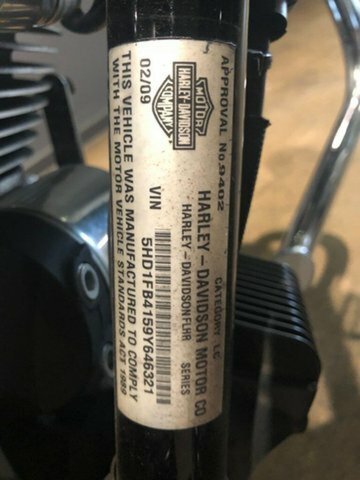 APPROVAL No.9402 CATEGORY LC
MOTOR
HARLEY-DAVIDSON
COMPANY
HARLEY-DAVIDSON MOTOR CO
HARLEY-DAVIDSON FLHR SERIES
02/09 VIN 5HD1FB4159Y646321
THIS VEHICLE WAS MANUFACTURED TO COMPLY
WITH THE MOTOR VEHICLE STANDARDS ACT 1989